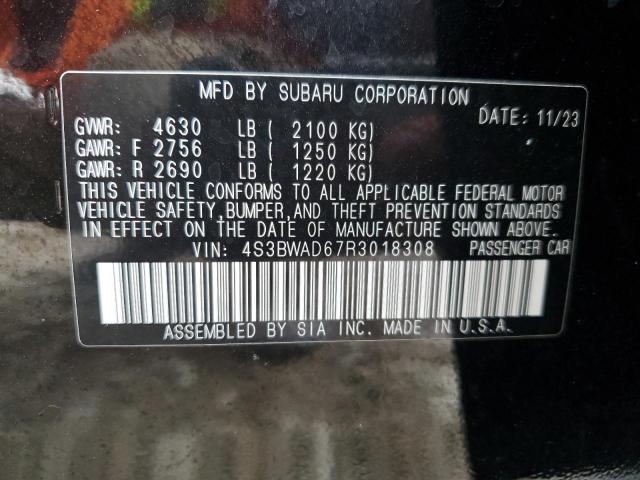 MFD BY SUBARU CORPORATION
DATE: 11/23
GVWR: 4630 LB ( 2100 KG)
GAWR: F 2756 LB ( 1250 KG)
GAWR: R 2690 LB ( 1220 KG)
THIS VEHICLE CONFORMS TO ALL APPLICABLE FEDERAL MOTOR
VEHICLE SAFETY, BUMPER, AND THEFT PREVENTION STANDARDS
IN EFFECT ON THE DATE OF MANUFACTURE SHOWN ABOVE.
VIN: 4S3BWAD67R3018308 PASSENGER CAR
ASSEMBLED BY SIA INC. MADE IN U.S.A.